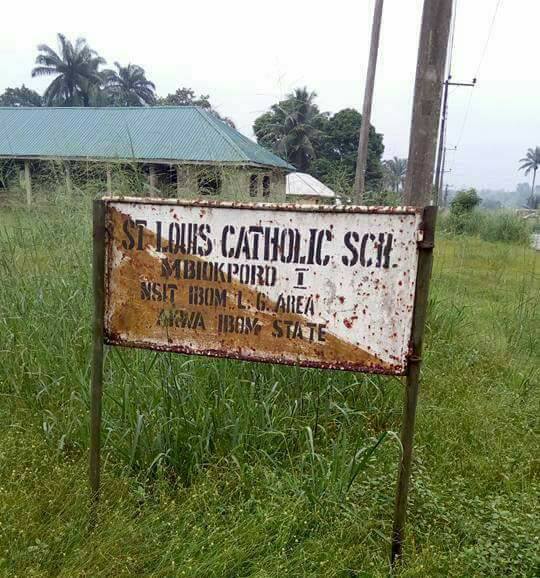 ST LOUIS CATHOLIC SCH.
MBIOKPORO I
NSIT IBOM L. G. AREA
AKWA IBOM STATE